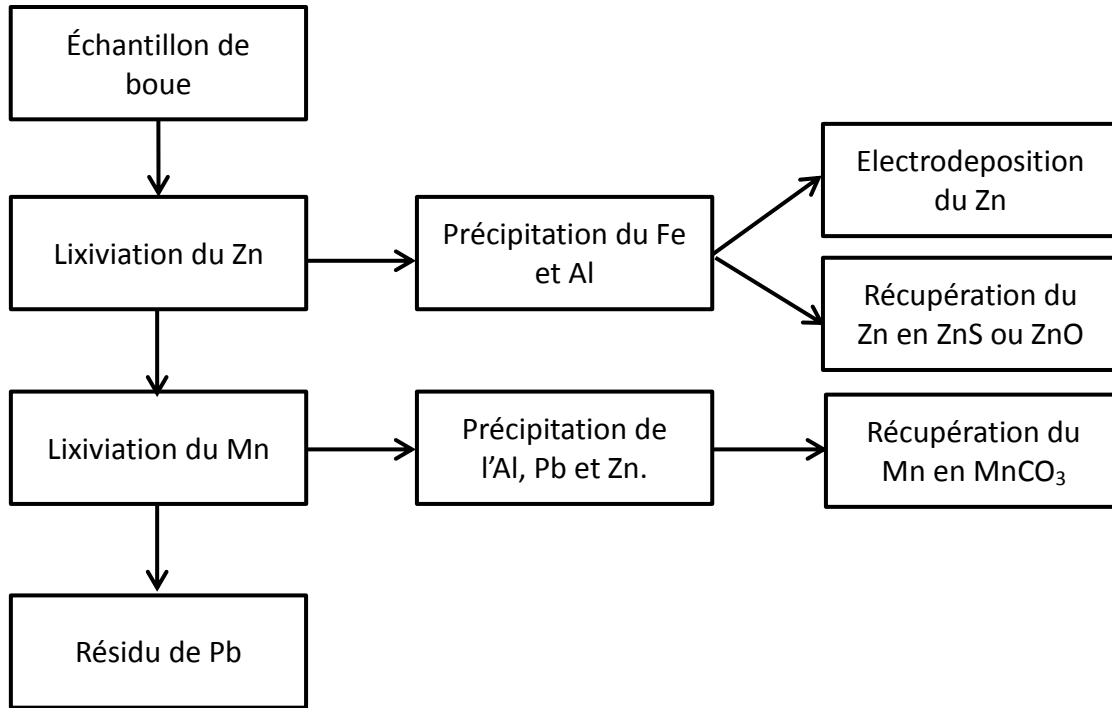 Échantillon de
boue
Electrodeposition
du Zn
Lixiviation du Zn
Précipitation du Fe
et Al
Récupération du
Zn en ZnS ou ZnO
Lixiviation du Mn
Précipitation de
l'Al, Pb et Zn.
Récupération du
Mn en MnCO₃
Résidu de Pb